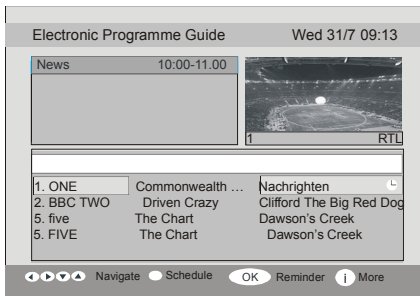 Electronic Programme Guide Wed 31/7 09:13
News 10:00-11.00
1 RTL
1. ONE Commonwealth ... Nachrichten
2. BBC TWO Driven Crazy Clifford The Big Red Dog
5. five The Chart Dawson's Creek
5. FIVE The Chart Dawson's Creek
Navigate Schedule OK Reminder i More